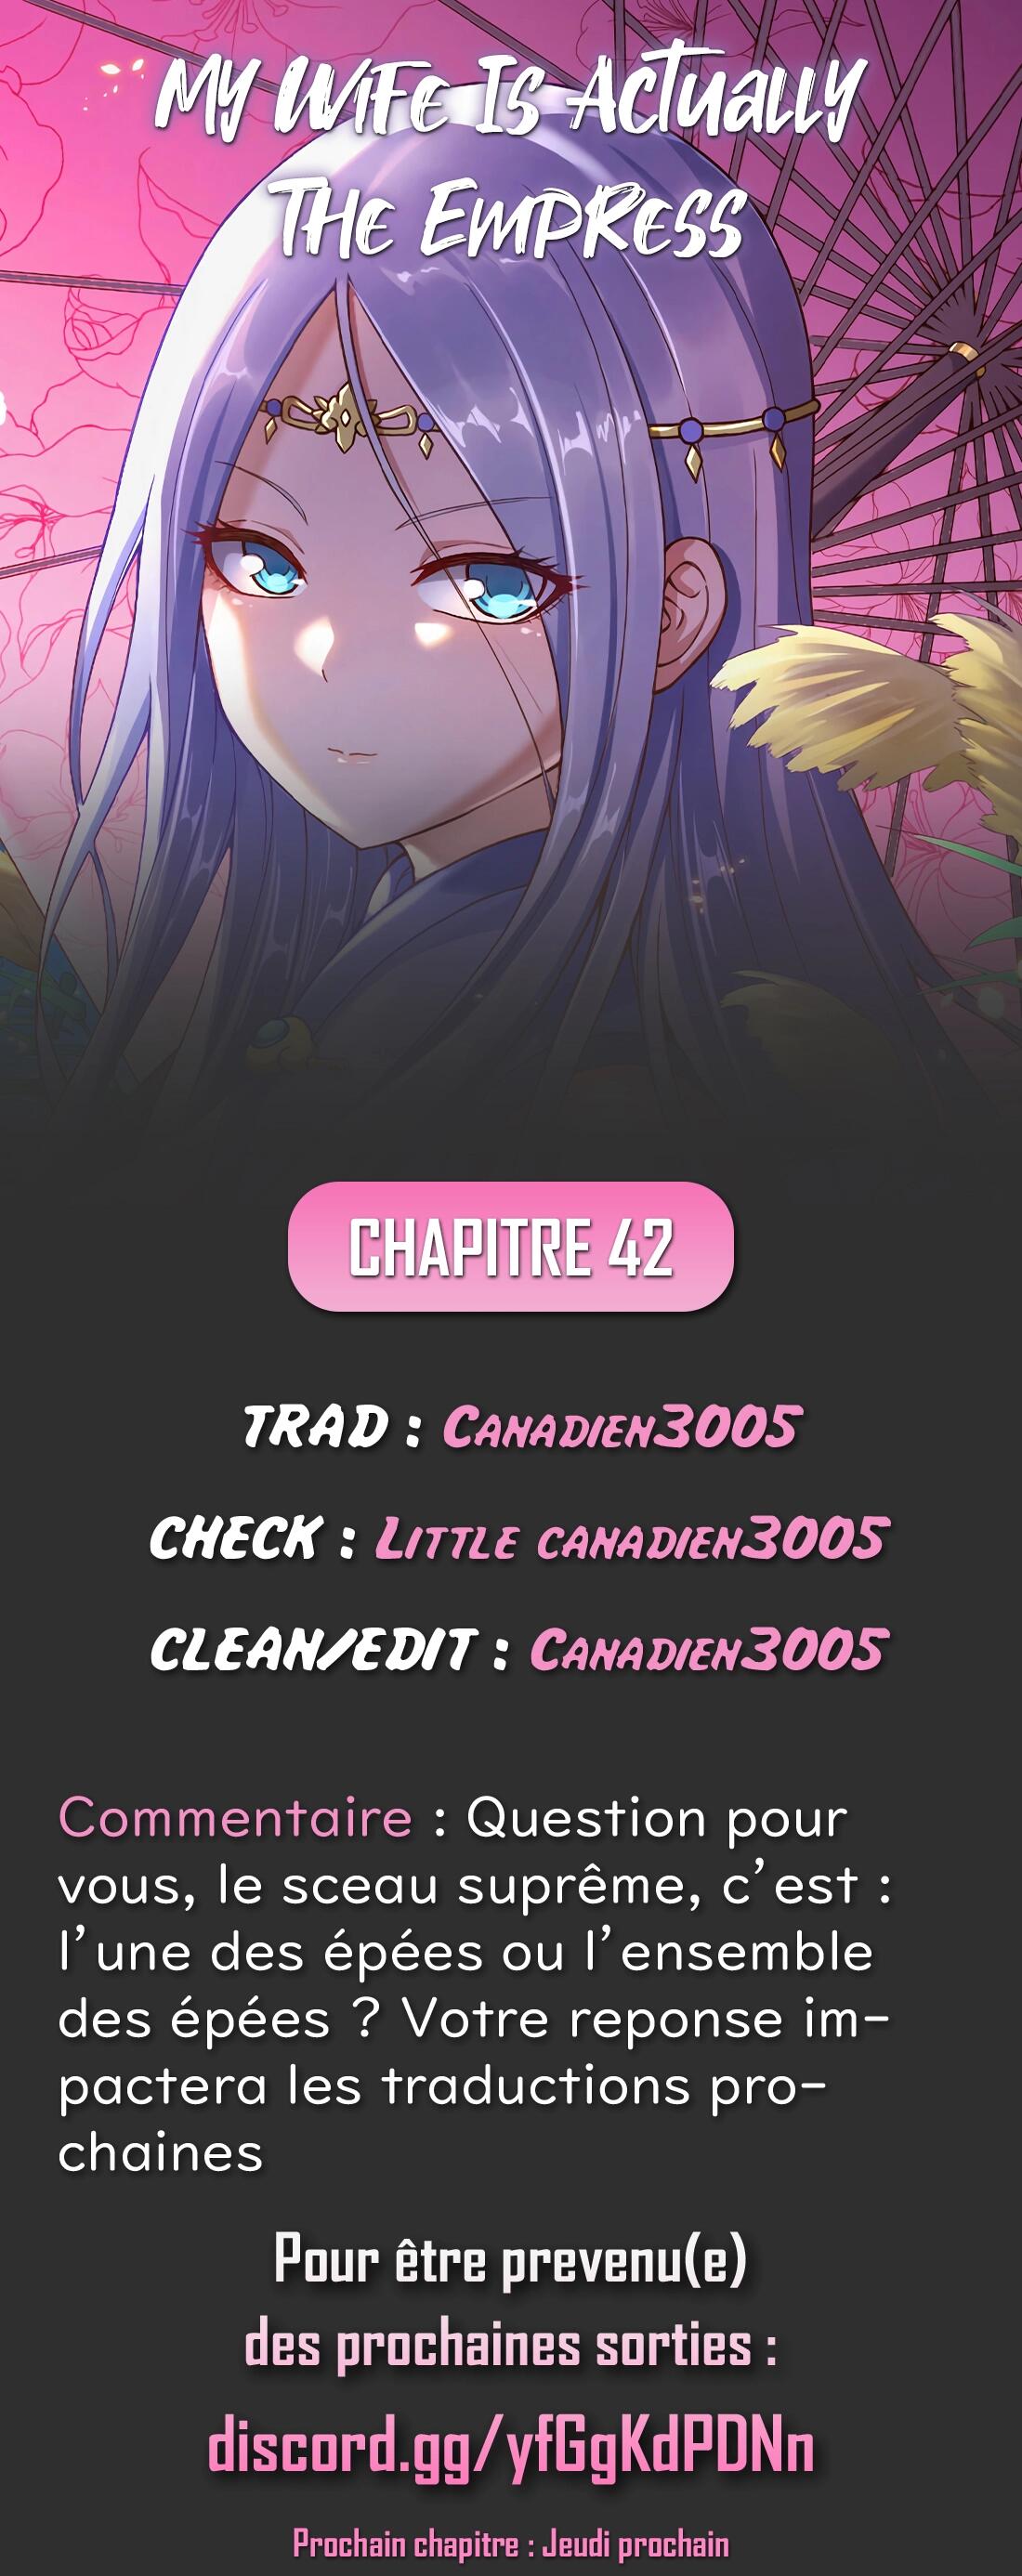 My Wife Is Actually
The Empress
CHAPITRE 42
TRAD : Canadien3005
CHECK : Little canadien3005
CLEAN/EDIT : Canadien3005
Commentaire : Question pour
vous, le sceau suprême, c'est :
l'une des épées ou l'ensemble
des épées ? Votre reponse im-
pactera les traductions pro-
chaines
Pour être prevenu(e)
des prochaines sorties :
discord.gg/yfGgKdPDNn
Prochain chapitre : Jeudi prochain